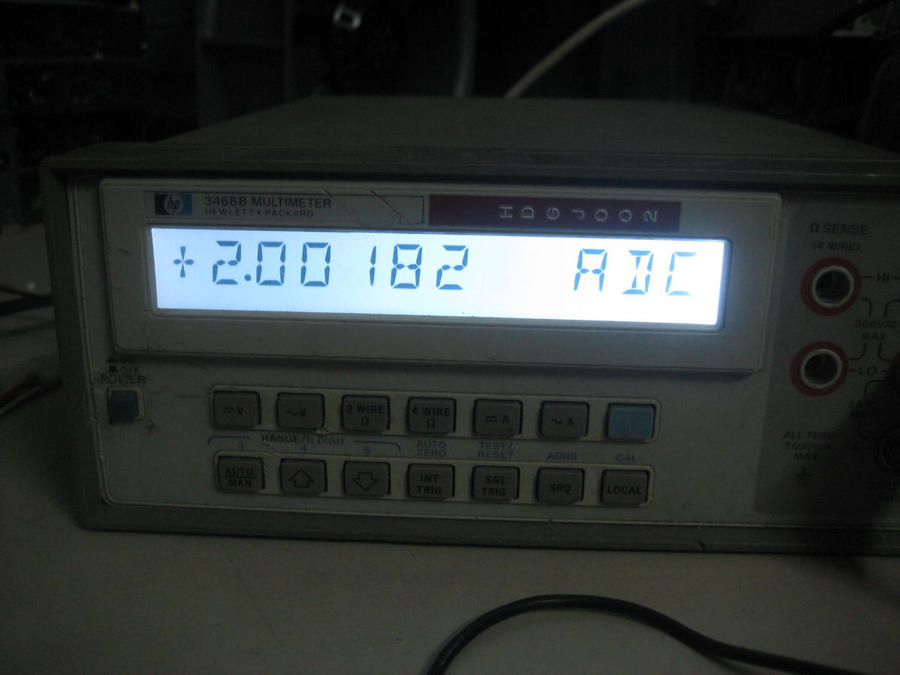 hp 3468B MULTIMETER
HEWLETT • PACKARD
HDGJ002
+2.00182 ADC
Ω SENSE
(4 WIRE)
HI
300V
MAX
LO
ALL TERM
MAX
OFF
POWER
⎓V ~V 2 WIRE Ω 4 WIRE Ω ⎓A ~A
RANGE/N DIGIT AUTO ZERO TEST/RESET ADRS CAL
3 4 5
AUTO/MAN ⇧ ⇩ INT TRIG SGL TRIG SRQ LOCAL